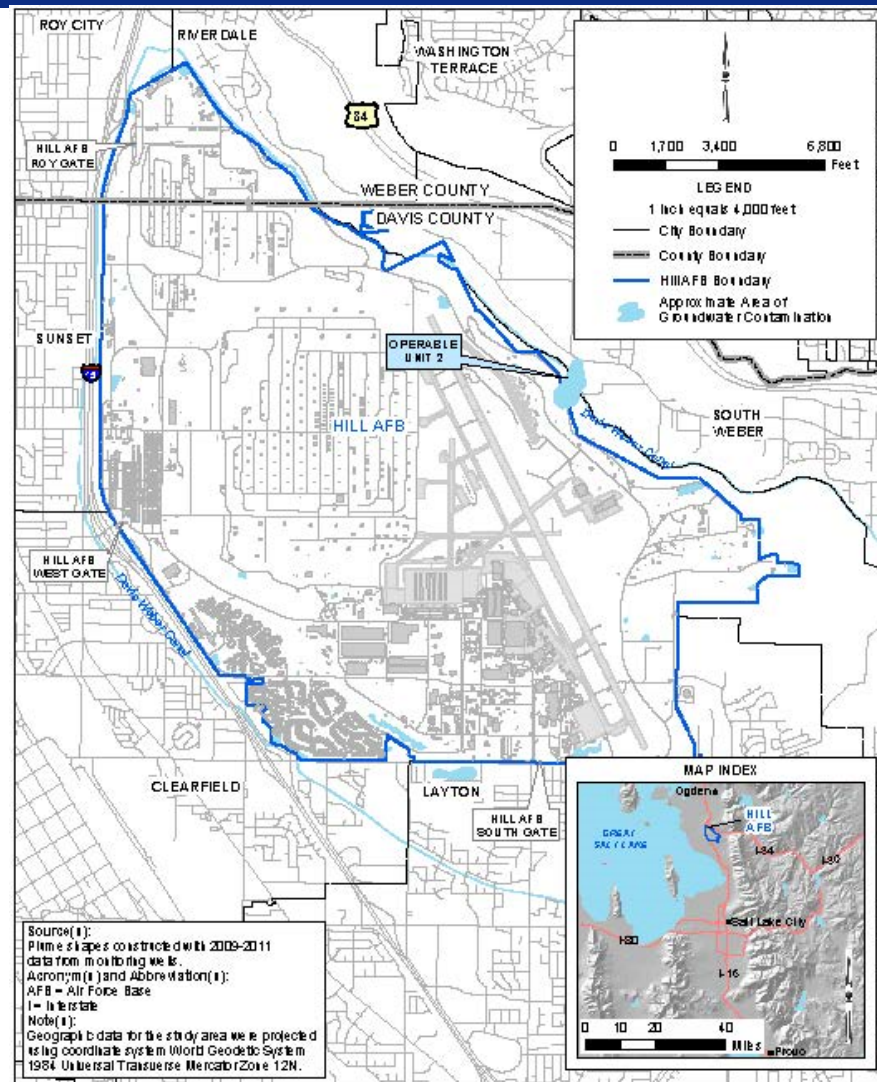 ROY CITY
RIVERDALE
WASHINGTON
TERRACE
84
HILL AFB
ROY GATE
WEBER COUNTY
DAVIS COUNTY
SUNSET
OPERABLE
UNIT 2
HILL AFB
Davis Weber Canal
SOUTH
WEBER
HILL AFB
WEST GATE
Davis Weber Canal
CLEARFIELD
LAYTON
HILL AFB
SOUTH GATE
0 1,700 3,400 6,800
Feet
LEGEND
1 inch equals 4,000 feet
City Boundary
County Boundary
Hill AFB Boundary
Approximate Area of
Groundwater Contamination
MAP INDEX
Ogden
HILL
AFB
GREAT
SALT LAKE
I-84
I-80
Salt Lake City
I-80
I-15
0 10 20 40
Miles
Provo
Source(s):
Plume shapes constructed with 2009-2011
data from monitoring wells.
Acronym(s) and Abbreviation(s):
AFB = Air Force Base
I = Interstate
Note(s):
Geographic data for the study area were projected
using coordinate system World Geodetic System
1984 Universal Transverse Mercator Zone 12N.